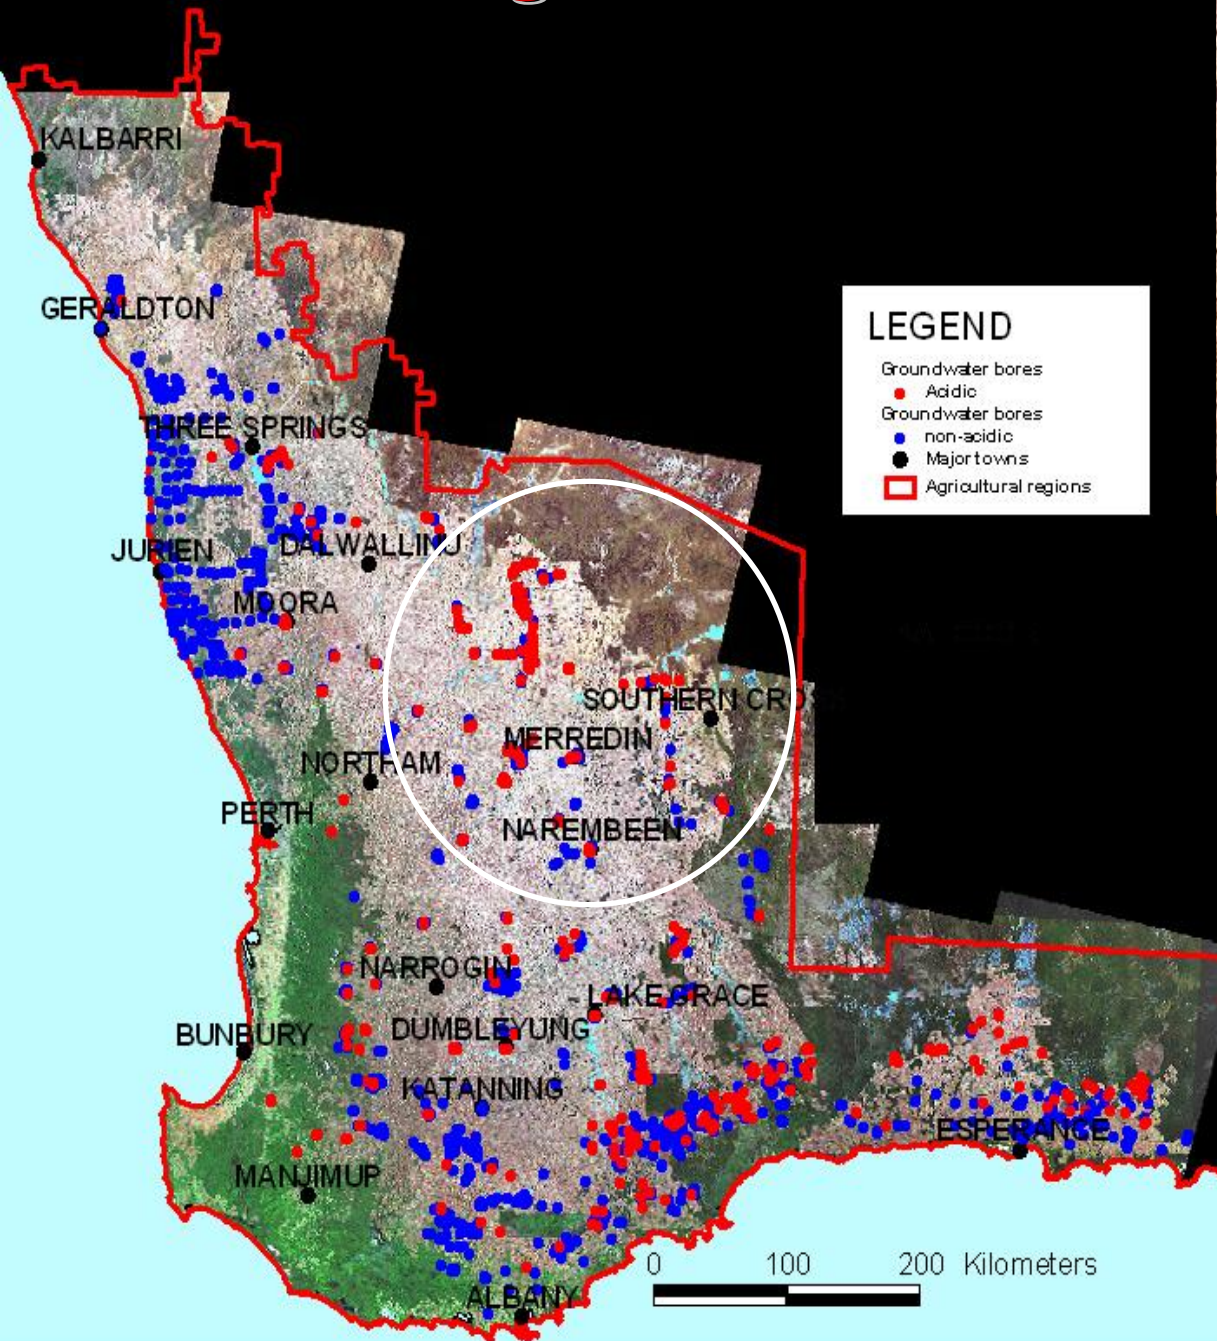 KALBARRI
GERALDTON
LEGEND
Groundwater bores
Acidic
Groundwater bores
non-acidic
Major towns
Agricultural regions
THREE SPRINGS
JURIEN
DALWALLINU
MOORA
SOUTHERN CROSS
MERREDIN
NORTHAM
PERTH
NAREMBEEN
NARROGIN
LAKE GRACE
BUNBURY
DUMBLEYUNG
KATANNING
ESPERANCE
MANJIMUP
0 100 200 Kilometers
ALBANY